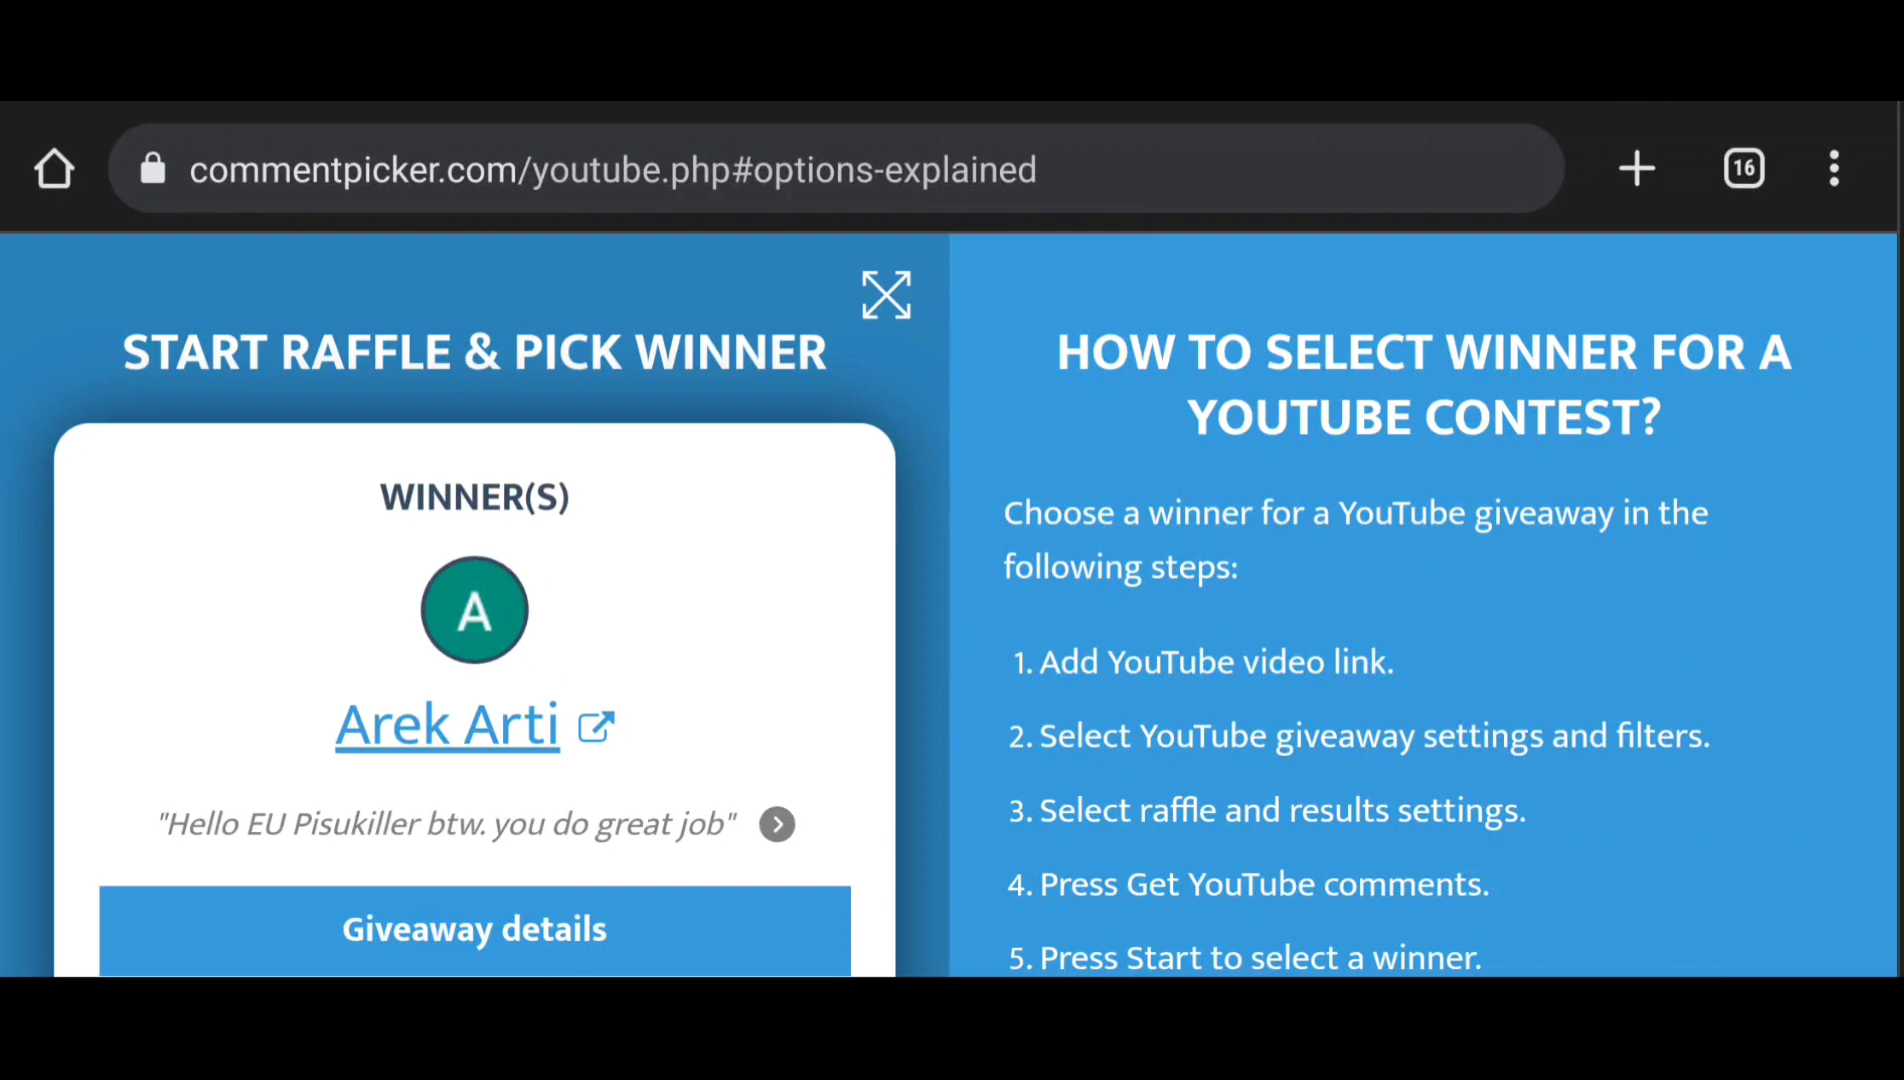 commentpicker.com/youtube.php#options-explained
16
START RAFFLE & PICK WINNER
WINNER(S)
A
Arek Arti
"Hello EU Pisukiller btw. you do great job"
Giveaway details
HOW TO SELECT WINNER FOR A
YOUTUBE CONTEST?
Choose a winner for a YouTube giveaway in the
following steps:
1. Add YouTube video link.
2. Select YouTube giveaway settings and filters.
3. Select raffle and results settings.
4. Press Get YouTube comments.
5. Press Start to select a winner.